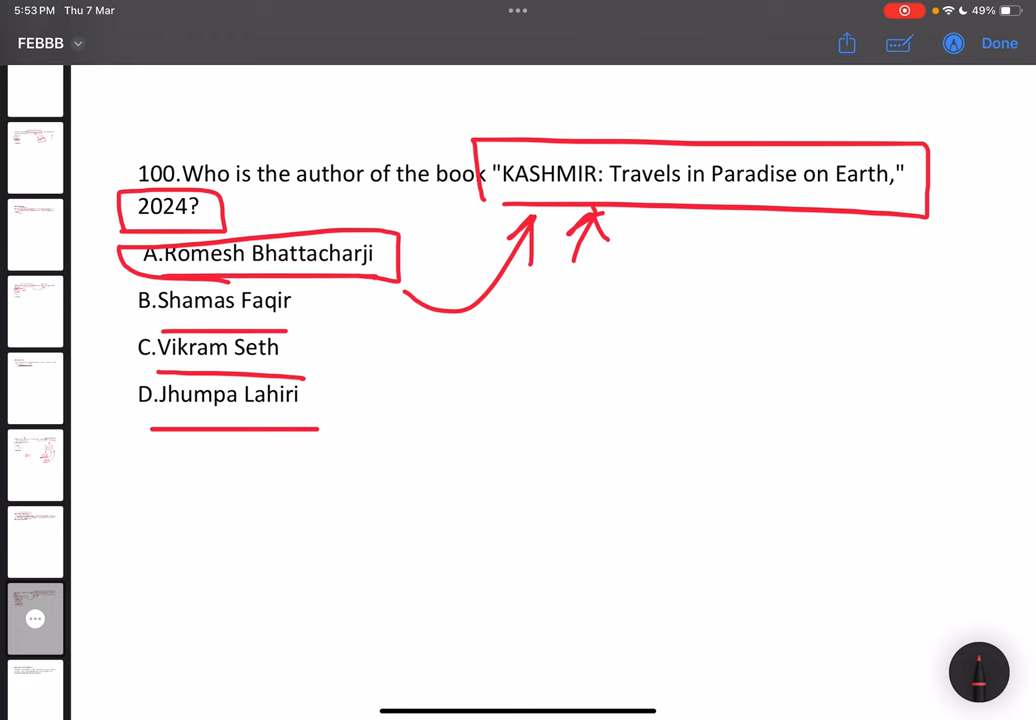 5:53 PM Thu 7 Mar 49%
FEBBB Done
100.Who is the author of the book "KASHMIR: Travels in Paradise on Earth,"
2024?
A.Romesh Bhattacharji
B.Shamas Faqir
C.Vikram Seth
D.Jhumpa Lahiri